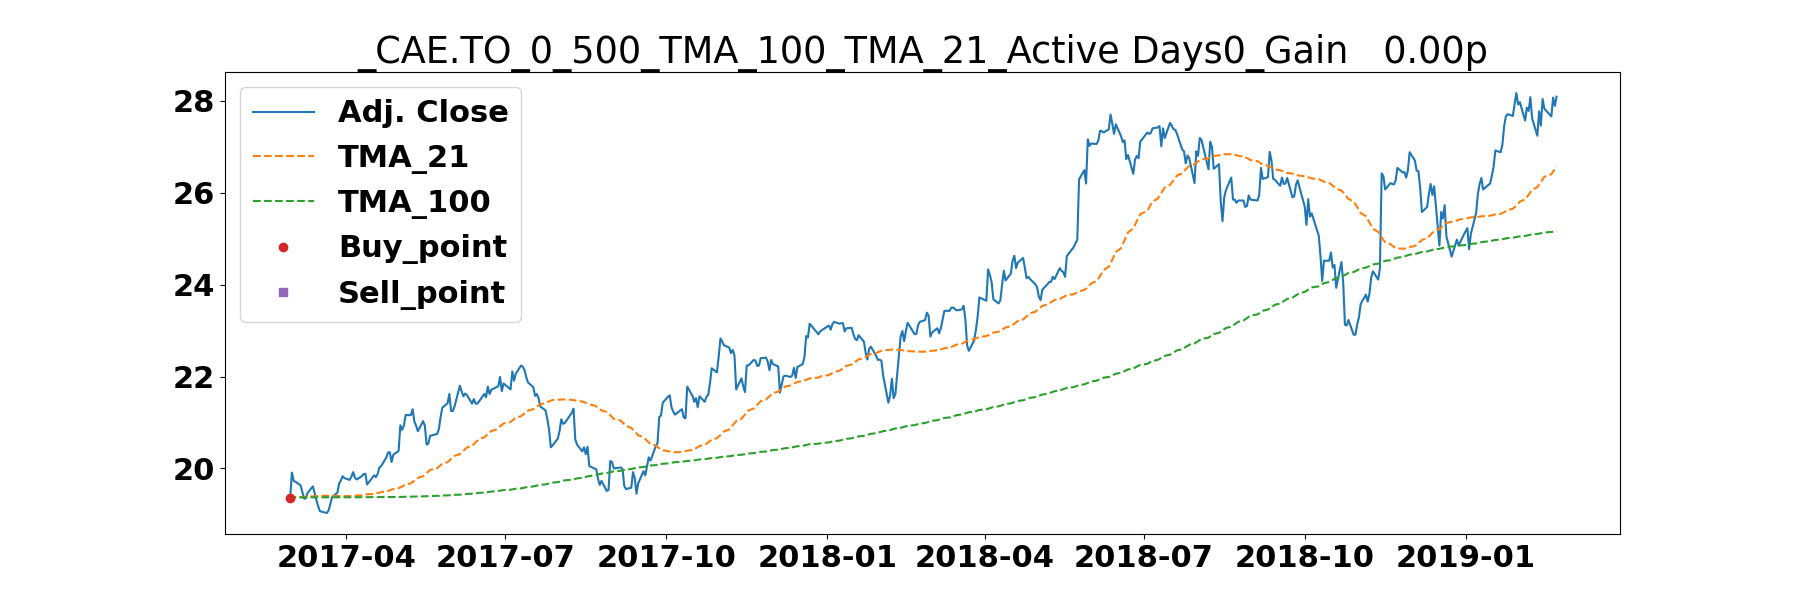 _CAE.TO_0_500_TMA_100_TMA_21_Active Days0_Gain   0.00p
28
26
24
22
20
Adj. Close
TMA_21
TMA_100
Buy_point
Sell_point
2017-04 2017-07 2017-10 2018-01 2018-04 2018-07 2018-10 2019-01